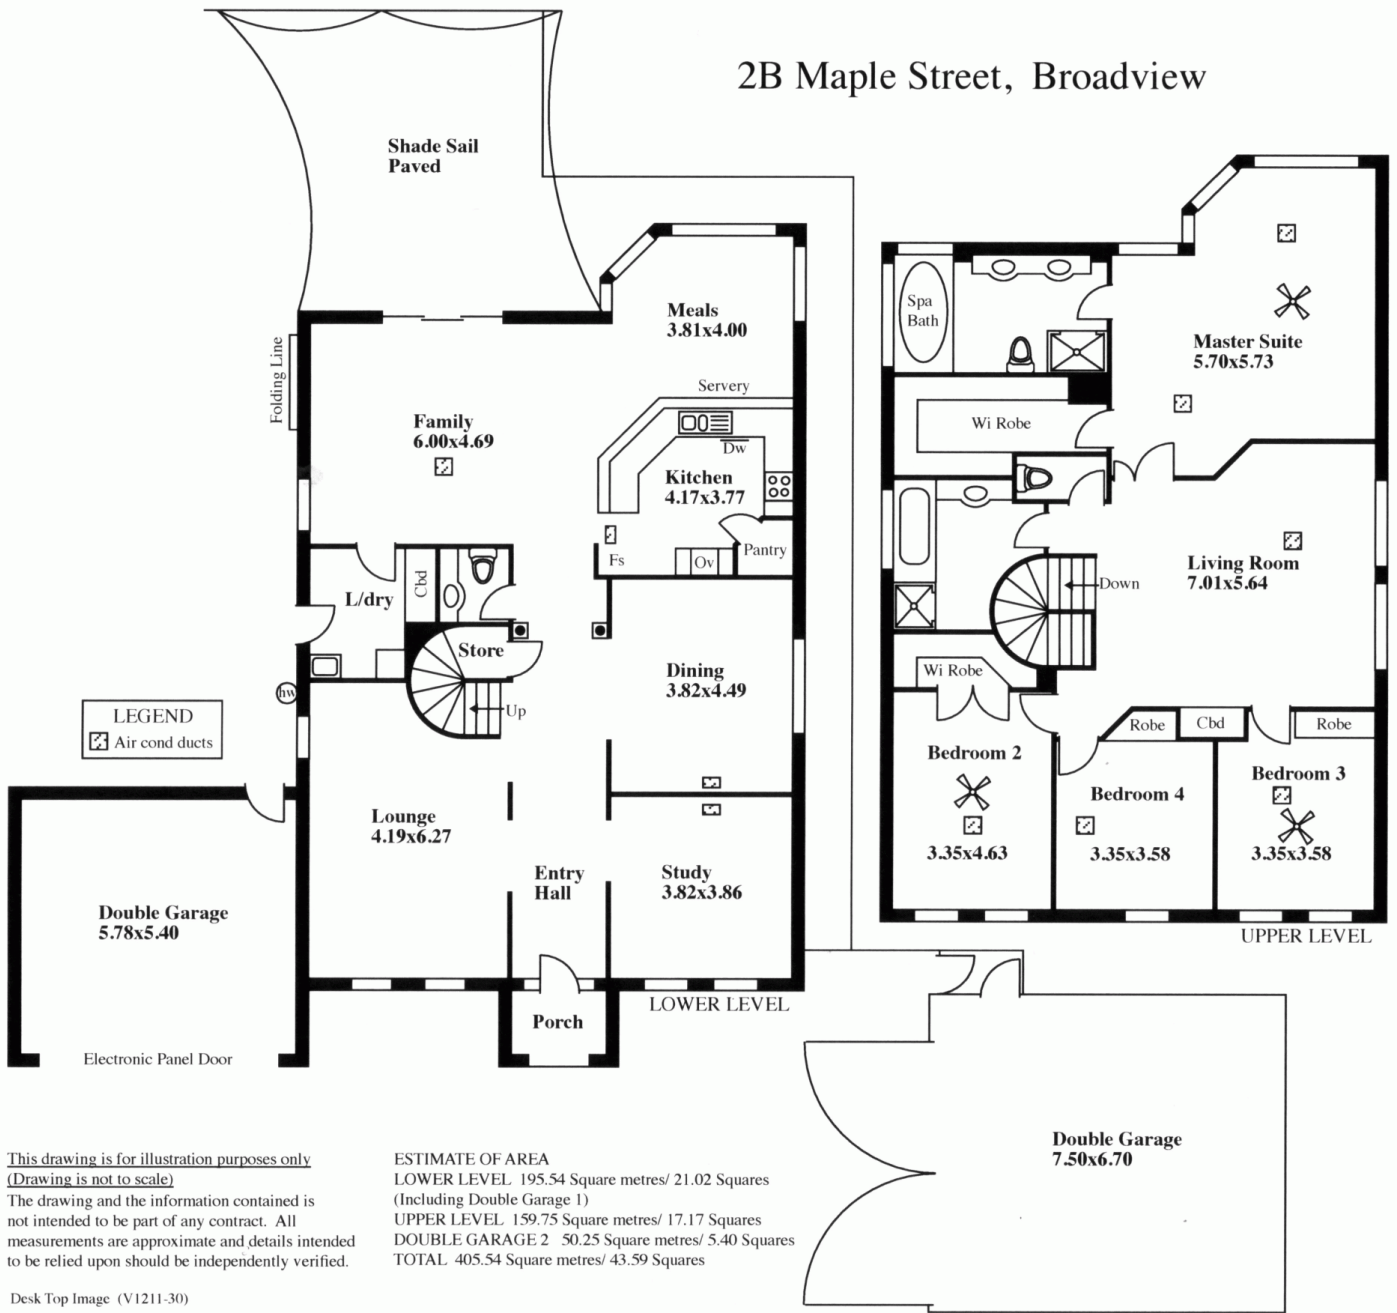 2B Maple Street, Broadview
Shade Sail
Paved
Meals
3.81x4.00
Servery
Folding Line
Family
6.00x4.69
Dw
Kitchen
4.17x3.77
Pantry
Fs
Ov
L/dry
Cbd
Store
Up
hw
Dining
3.82x4.49
LEGEND
Air cond ducts
Lounge
4.19x6.27
Entry
Hall
Study
3.82x3.86
Double Garage
5.78x5.40
Electronic Panel Door
Porch
LOWER LEVEL
Spa
Bath
Master Suite
5.70x5.73
Wi Robe
Living Room
7.01x5.64
Down
Wi Robe
Robe
Cbd
Robe
Bedroom 2
3.35x4.63
Bedroom 4
3.35x3.58
Bedroom 3
3.35x3.58
UPPER LEVEL
Double Garage
7.50x6.70
This drawing is for illustration purposes only
(Drawing is not to scale)
The drawing and the information contained is
not intended to be part of any contract. All
measurements are approximate and details intended
to be relied upon should be independently verified.
Desk Top Image (V1211-30)
ESTIMATE OF AREA
LOWER LEVEL 195.54 Square metres/ 21.02 Squares
(Including Double Garage 1)
UPPER LEVEL 159.75 Square metres/ 17.17 Squares
DOUBLE GARAGE 2 50.25 Square metres/ 5.40 Squares
TOTAL 405.54 Square metres/ 43.59 Squares